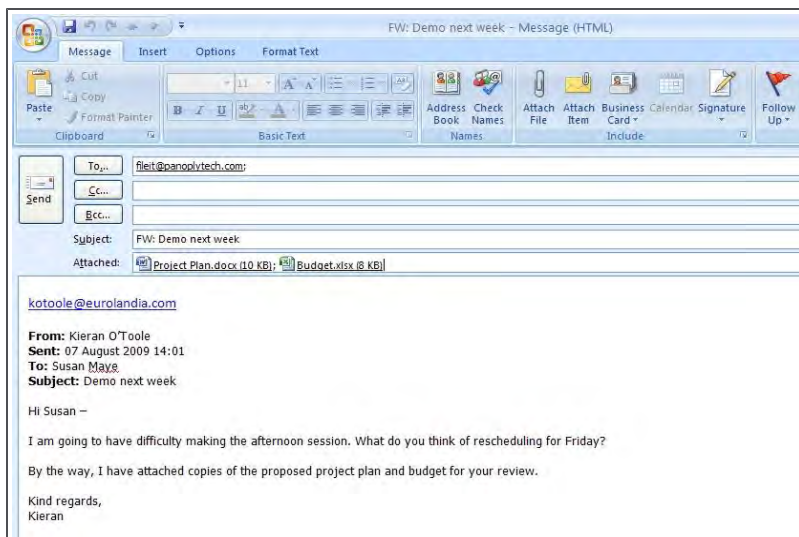 FW: Demo next week - Message (HTML)
Message Insert Options Format Text
Paste
Cut
Copy
Format Painter
Clipboard
11 A A
B I U ab A
Basic Text
Address Book
Check Names
Names
Attach File
Attach Item
Business Card
Calendar
Signature
Include
Follow Up
Send
To... fileit@panoplytech.com;
Cc...
Bcc...
Subject: FW: Demo next week
Attached: Project Plan.docx (10 KB); Budget.xlsx (8 KB)
kotoole@eurolandia.com
From: Kieran O'Toole
Sent: 07 August 2009 14:01
To: Susan Maye
Subject: Demo next week
Hi Susan –
I am going to have difficulty making the afternoon session. What do you think of rescheduling for Friday?
By the way, I have attached copies of the proposed project plan and budget for your review.
Kind regards,
Kieran